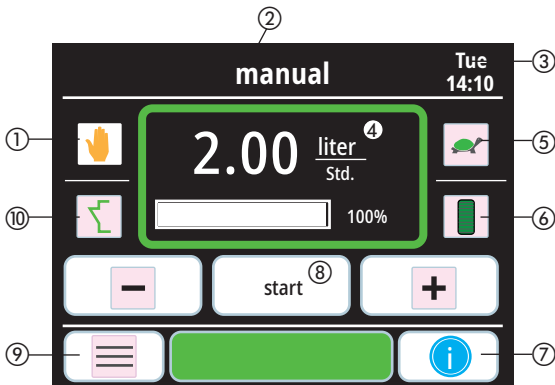 ②
manual
Tue
14:10
③
①
2.00 liter
Std.
④
⑤
⑩
100%
⑥
− start +
⑧
⑨
i
⑦